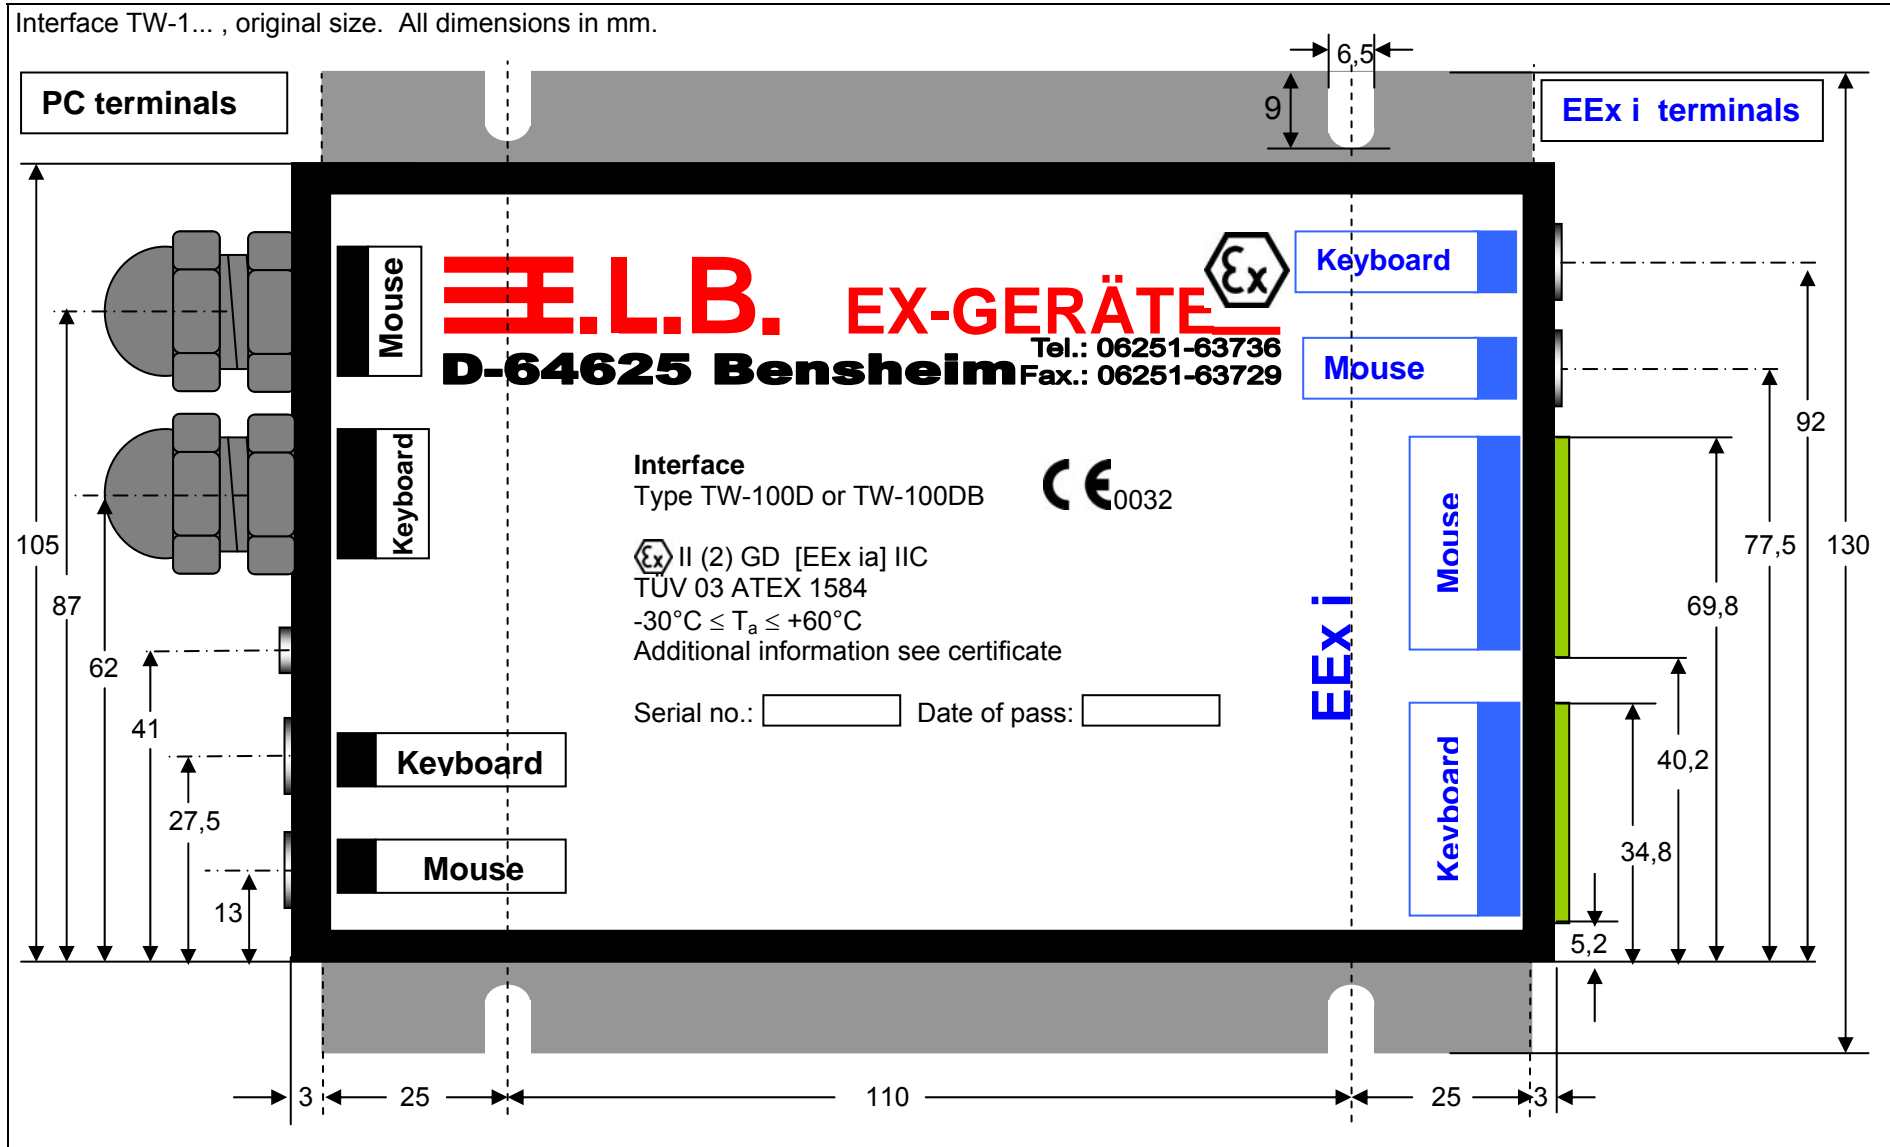 Interface TW-1... , original size.  All dimensions in mm.
6,5
9
PC terminals
EEx i  terminals
Mouse
H.L.B. EX-GERÄTE
Ex
Keyboard
D-64625 Bensheim
Tel.: 06251-63736
Fax.: 06251-63729
Mouse
92
Keyboard
Interface
Type TW-100D or TW-100DB
CE0032
Mouse
105
77,5
130
Ex II (2) GD  [EEx ia] IIC
TÜV 03 ATEX 1584
-30°C ≤ Ta ≤ +60°C
Additional information see certificate
EEx i
87
69,8
62
41
Serial no.:
Date of pass:
Keyboard
Keyboard
40,2
27,5
34,8
Mouse
13
5,2
3
25
110
25
3